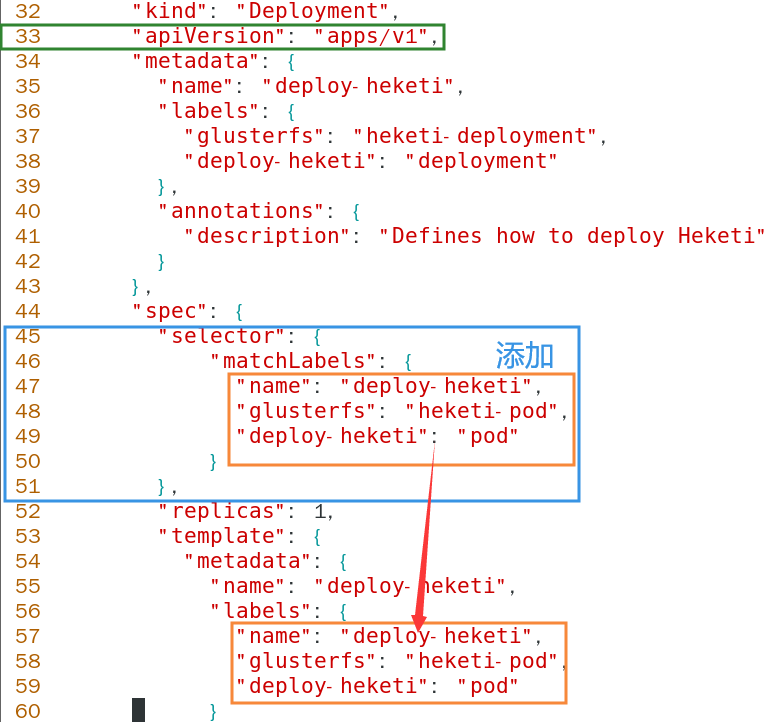 32 "kind": "Deployment",
33 "apiVersion": "apps/v1",
34 "metadata": {
35 "name": "deploy-heketi",
36 "labels": {
37 "glusterfs": "heketi-deployment",
38 "deploy-heketi": "deployment"
39 },
40 "annotations": {
41 "description": "Defines how to deploy Heketi"
42 }
43 },
44 "spec": {
45 "selector": {
46 "matchLabels": { 添加
47 "name": "deploy-heketi",
48 "glusterfs": "heketi-pod",
49 "deploy-heketi": "pod"
50 }
51 },
52 "replicas": 1,
53 "template": {
54 "metadata": {
55 "name": "deploy-heketi",
56 "labels": {
57 "name": "deploy-heketi",
58 "glusterfs": "heketi-pod",
59 "deploy-heketi": "pod"
60 }